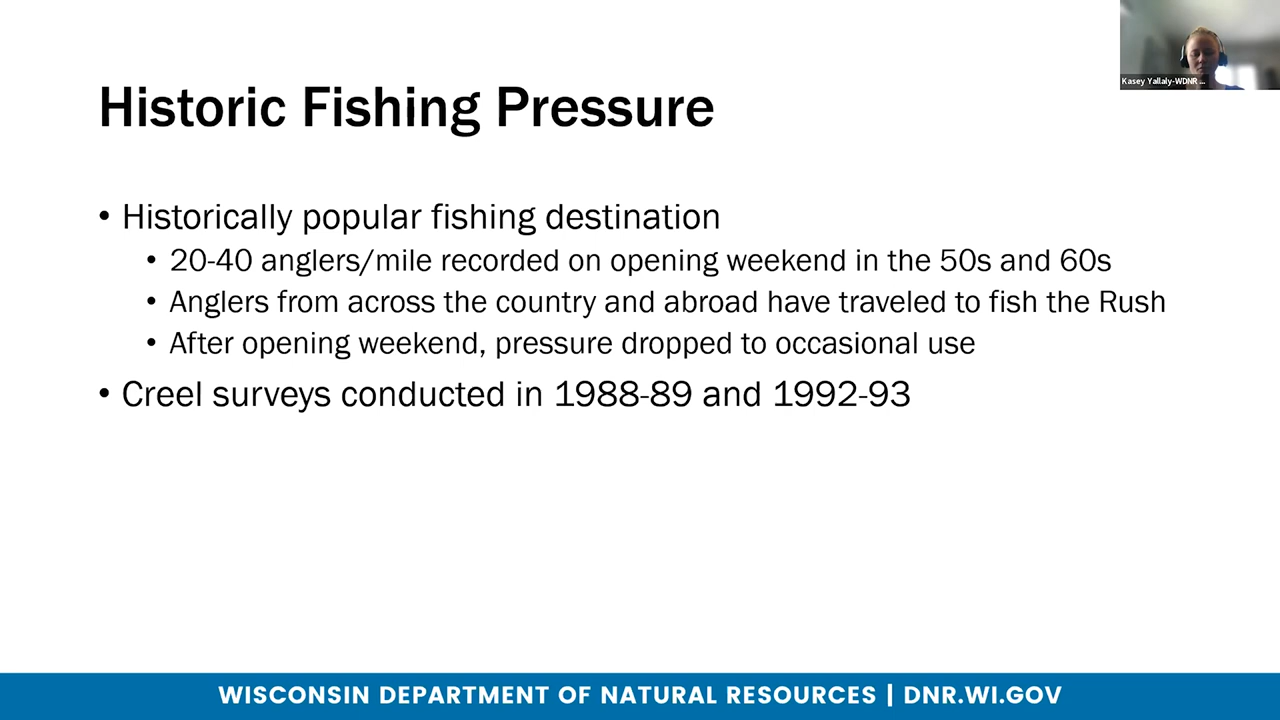 Kasey Yallaly-WDNR ...
Historic Fishing Pressure
• Historically popular fishing destination
• 20-40 anglers/mile recorded on opening weekend in the 50s and 60s
• Anglers from across the country and abroad have traveled to fish the Rush
• After opening weekend, pressure dropped to occasional use
• Creel surveys conducted in 1988-89 and 1992-93
WISCONSIN DEPARTMENT OF NATURAL RESOURCES | DNR.WI.GOV